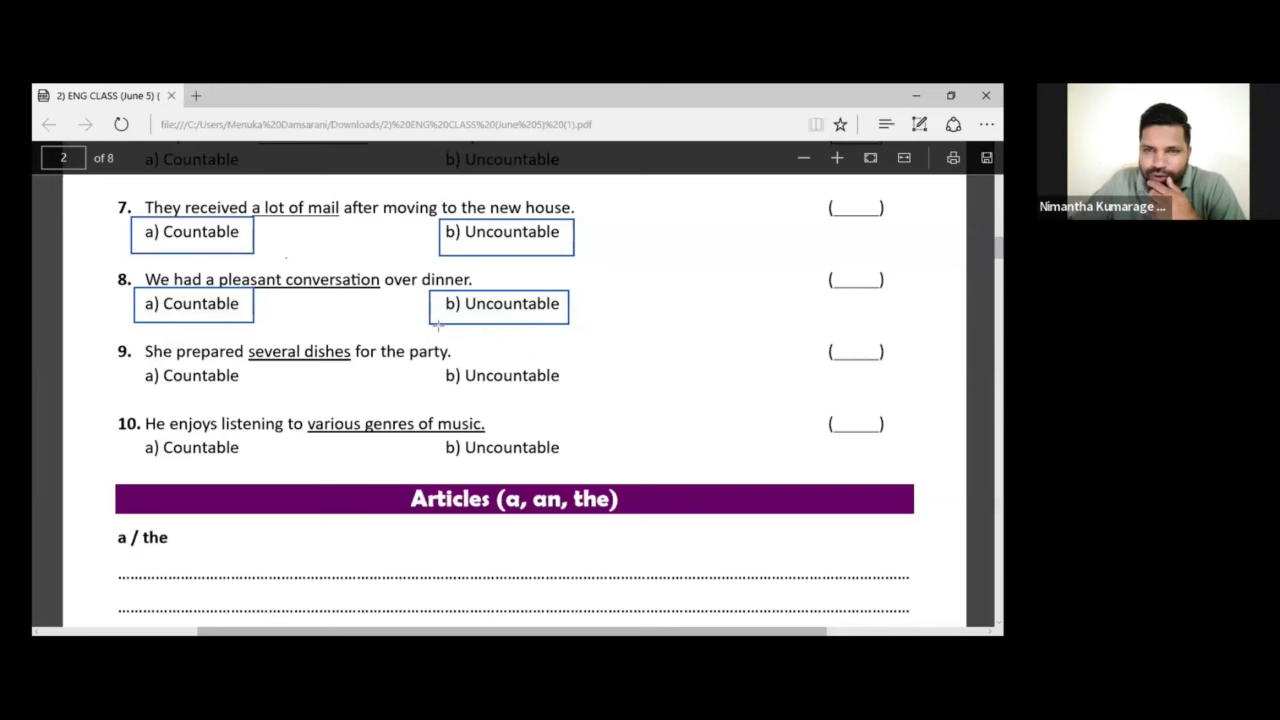 2) ENG CLASS (June 5) (
file:///C:/Users/Menuka%20Damsarani/Downloads/2)%20ENG%20CLASS%20(June%205)%20(1).pdf
2 of 8
a) Countable b) Uncountable
7. They received a lot of mail after moving to the new house. (_____)
a) Countable b) Uncountable
8. We had a pleasant conversation over dinner. (_____)
a) Countable b) Uncountable
9. She prepared several dishes for the party. (_____)
a) Countable b) Uncountable
10. He enjoys listening to various genres of music. (_____)
a) Countable b) Uncountable
Articles (a, an, the)
a / the
Nimantha Kumarage ...